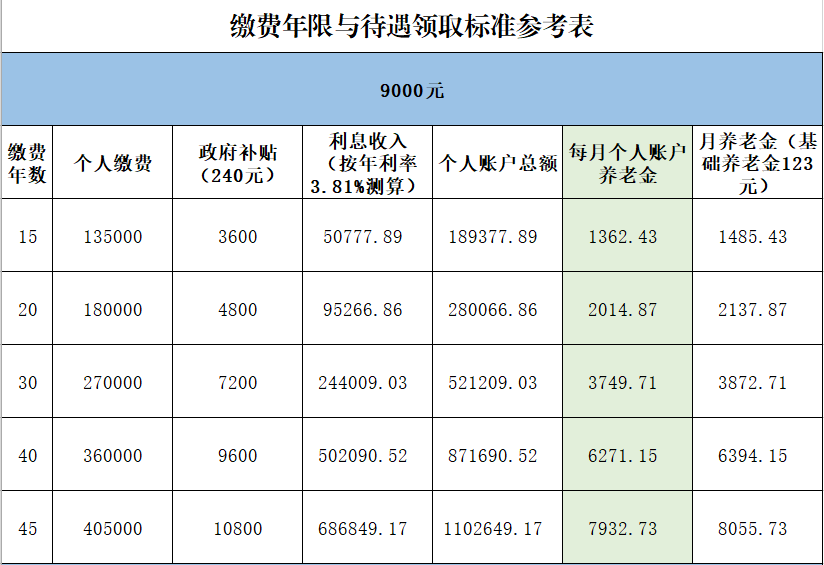 缴费年限与待遇领取标准参考表
9000元
缴费年数 个人缴费 政府补贴（240元） 利息收入（按年利率3.81%测算） 个人账户总额 每月个人账户养老金 月养老金（基础养老金123元）
15 135000 3600 50777.89 189377.89 1362.43 1485.43
20 180000 4800 95266.86 280066.86 2014.87 2137.87
30 270000 7200 244009.03 521209.03 3749.71 3872.71
40 360000 9600 502090.52 871690.52 6271.15 6394.15
45 405000 10800 686849.17 1102649.17 7932.73 8055.73